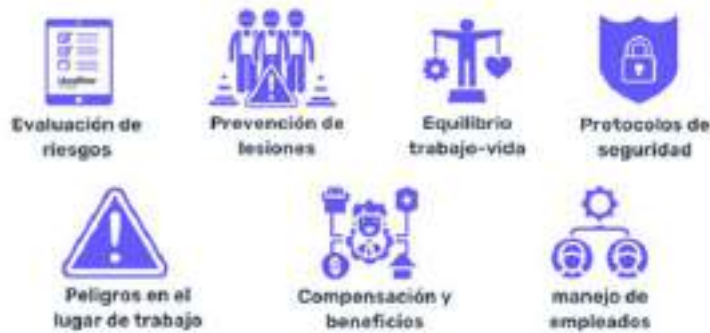 Evaluación de
riesgos
Prevención de
lesiones
Equilibrio
trabajo-vida
Protocolos de
seguridad
Peligros en el
lugar de trabajo
Compensación y
beneficios
manejo de
empleados